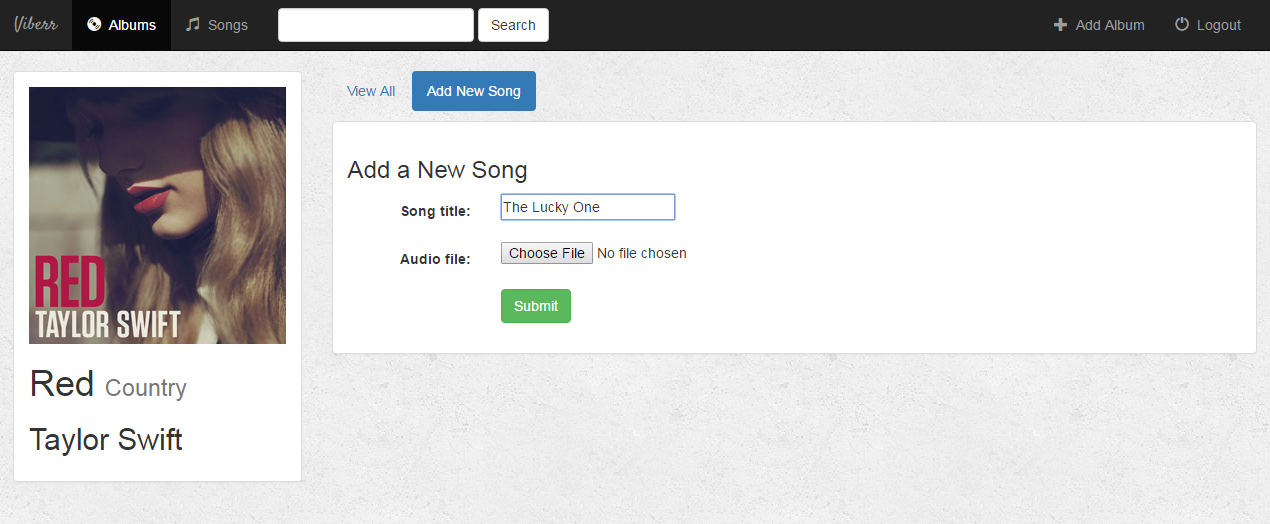 Viberr Albums Songs Search Add Album Logout
View All Add New Song
RED
TAYLOR SWIFT
Red Country
Taylor Swift
Add a New Song
Song title: The Lucky One
Audio file: Choose File No file chosen
Submit